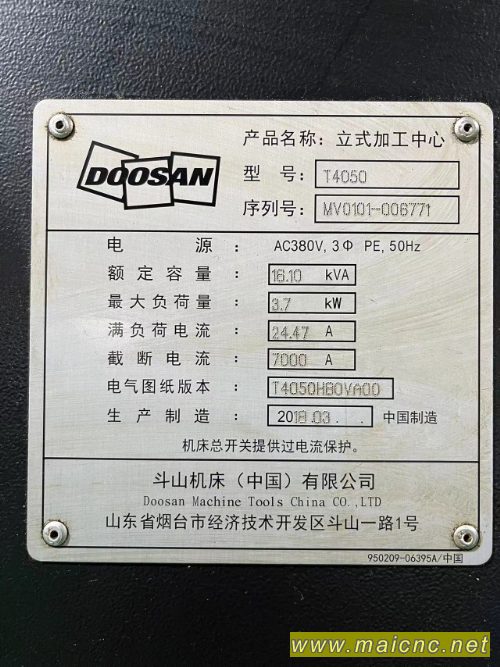 DOOSAN
产品名称: 立式加工中心
型号: T4050
序列号: MV0101-006771
电源: AC380V, 3Φ PE, 50Hz
额定容量: 16.10 kVA
最大负荷量: 3.7 kW
满负荷电流: 24.47 A
截断电流: 7000 A
电气图纸版本: T4050H80VA00
生产制造: 2018.03. . 中国制造
机床总开关提供过电流保护。
斗山机床（中国）有限公司
Doosan Machine Tools China CO.,LTD
山东省烟台市经济技术开发区斗山一路1号
950209-06395A/中国
www.maicnc.net